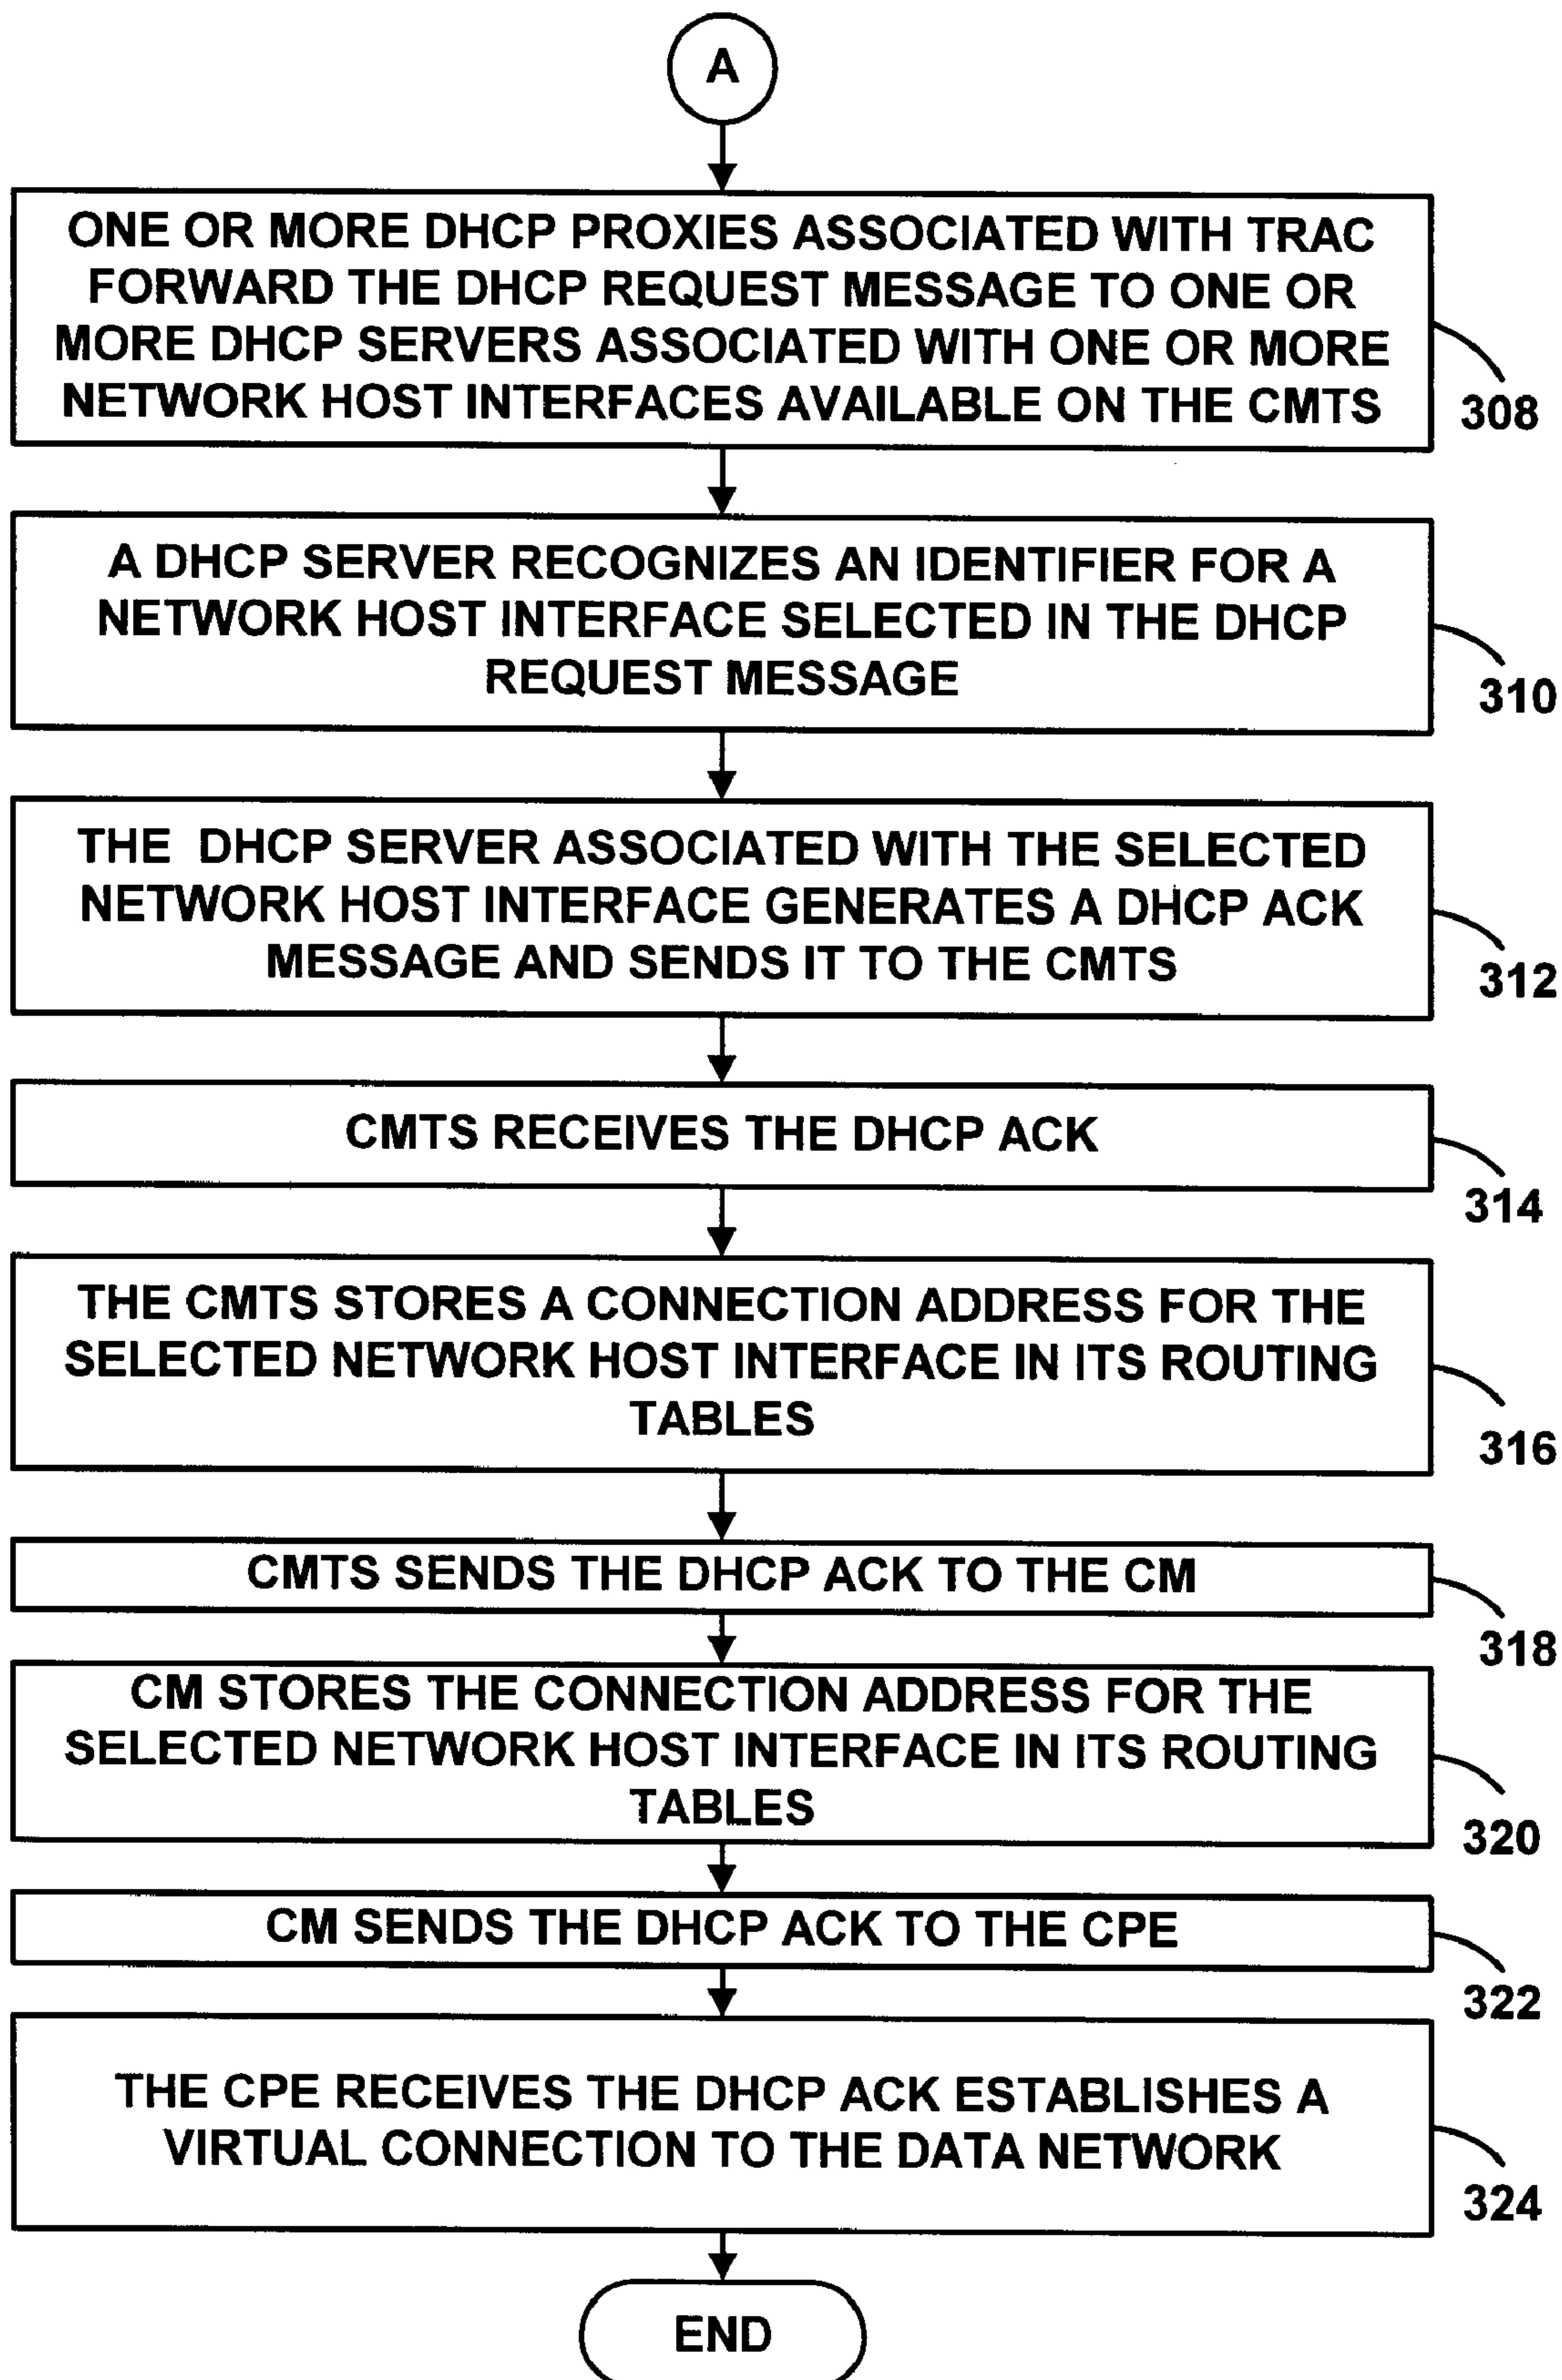 A
ONE OR MORE DHCP PROXIES ASSOCIATED WITH TRAC
FORWARD THE DHCP REQUEST MESSAGE TO ONE OR
MORE DHCP SERVERS ASSOCIATED WITH ONE OR MORE
NETWORK HOST INTERFACES AVAILABLE ON THE CMTS
308
A DHCP SERVER RECOGNIZES AN IDENTIFIER FOR A
NETWORK HOST INTERFACE SELECTED IN THE DHCP
REQUEST MESSAGE
310
THE DHCP SERVER ASSOCIATED WITH THE SELECTED
NETWORK HOST INTERFACE GENERATES A DHCP ACK
MESSAGE AND SENDS IT TO THE CMTS
312
CMTS RECEIVES THE DHCP ACK
314
THE CMTS STORES A CONNECTION ADDRESS FOR THE
SELECTED NETWORK HOST INTERFACE IN ITS ROUTING
TABLES
316
CMTS SENDS THE DHCP ACK TO THE CM
318
CM STORES THE CONNECTION ADDRESS FOR THE
SELECTED NETWORK HOST INTERFACE IN ITS ROUTING
TABLES
320
CM SENDS THE DHCP ACK TO THE CPE
322
THE CPE RECEIVES THE DHCP ACK ESTABLISHES A
VIRTUAL CONNECTION TO THE DATA NETWORK
324
END